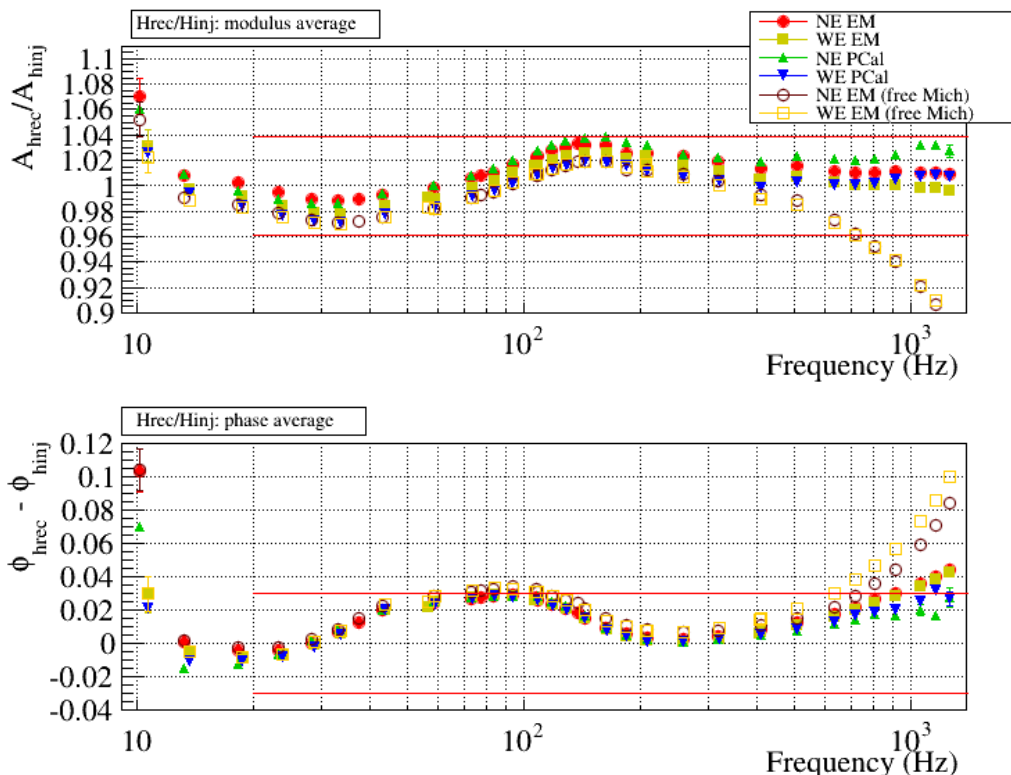 Hrec/Hinj: modulus average
NE EM
WE EM
NE PCal
WE PCal
NE EM (free Mich)
WE EM (free Mich)
A_hrec/A_hinj
1.1
1.08
1.06
1.04
1.02
1
0.98
0.96
0.94
0.92
0.9
10
10²
10³
Frequency (Hz)
Hrec/Hinj: phase average
ϕ_hrec - ϕ_hinj
0.12
0.1
0.08
0.06
0.04
0.02
0
-0.02
-0.04
10
10²
10³
Frequency (Hz)